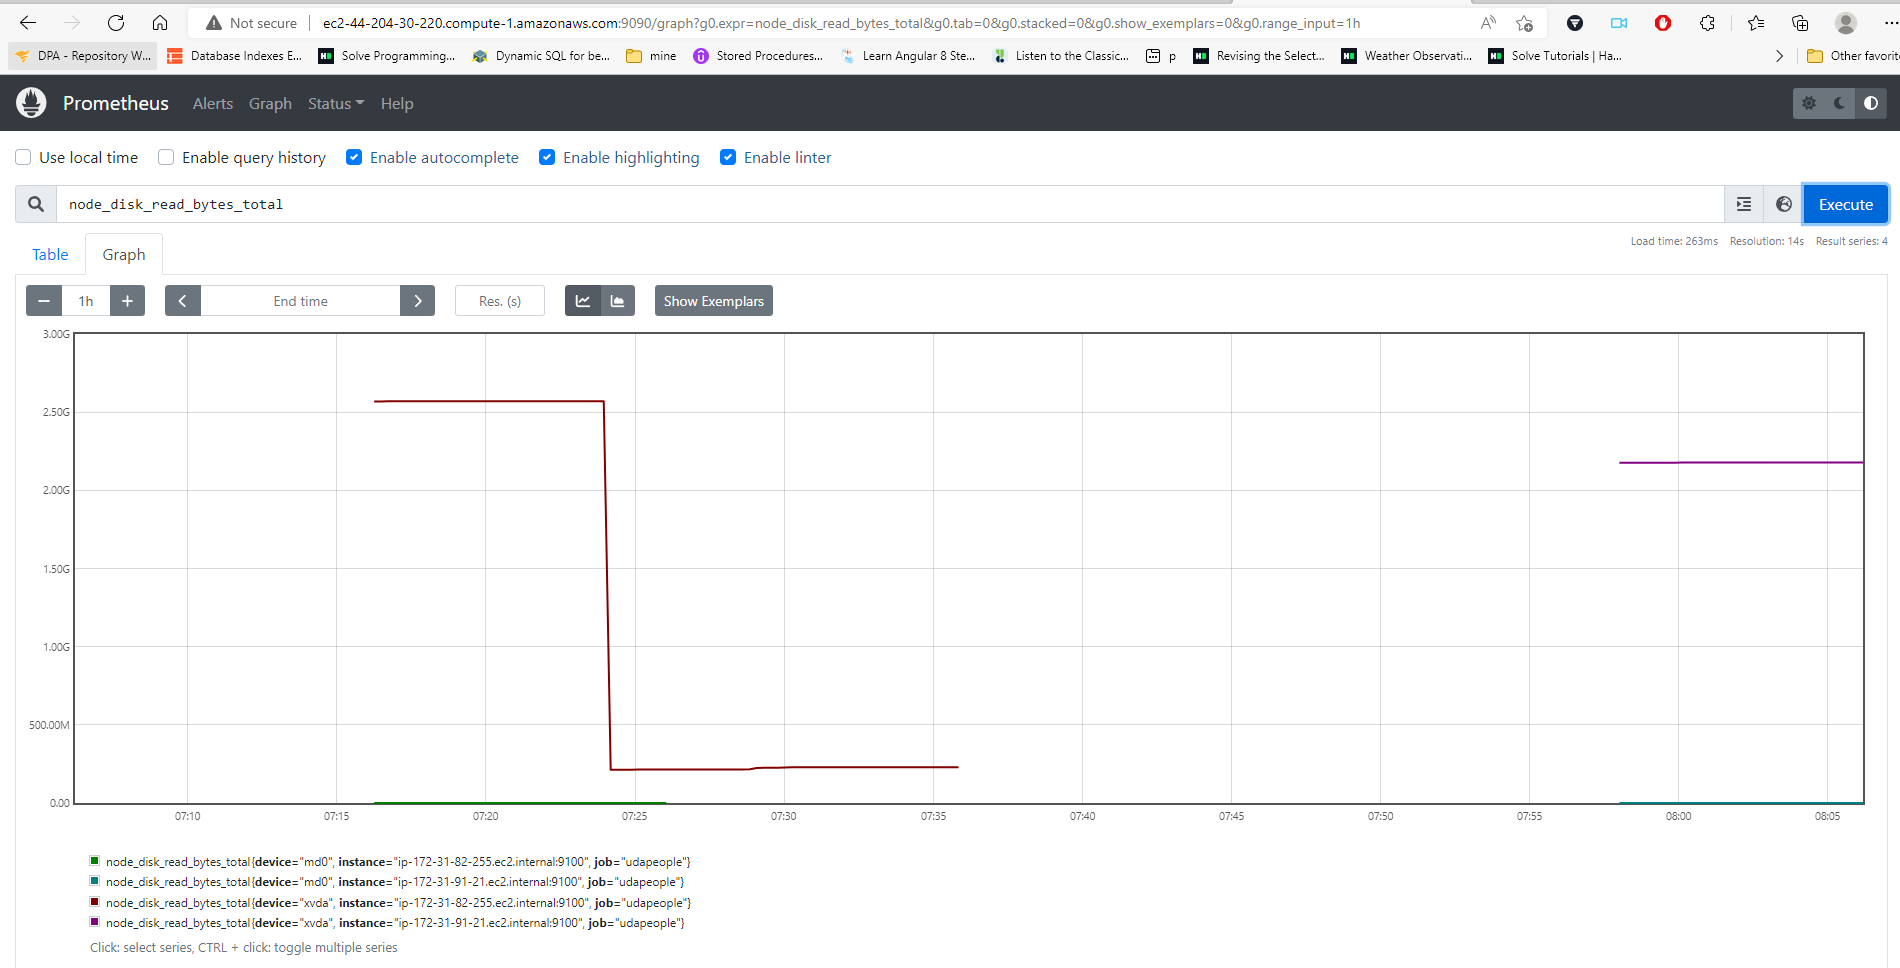 Not secure ec2-44-204-30-220.compute-1.amazonaws.com:9090/graph?g0.expr=node_disk_read_bytes_total&g0.tab=0&g0.stacked=0&g0.show_exemplars=0&g0.range_input=1h
DPA - Repository W... Database Indexes E... Solve Programming... Dynamic SQL for be... mine Stored Procedures... Learn Angular 8 Ste... Listen to the Classic... p Revising the Select... Weather Observati... Solve Tutorials | Ha... Other favorit
Prometheus Alerts Graph Status Help
Use local time Enable query history Enable autocomplete Enable highlighting Enable linter
node_disk_read_bytes_total Execute
Load time: 263ms Resolution: 14s Result series: 4
Table Graph
− 1h + End time Res. (s) Show Exemplars
3.00G
2.50G
2.00G
1.50G
1.00G
500.00M
0.00
07:10 07:15 07:20 07:25 07:30 07:35 07:40 07:45 07:50 07:55 08:00 08:05
node_disk_read_bytes_total{device="md0", instance="ip-172-31-82-255.ec2.internal:9100", job="udapeople"}
node_disk_read_bytes_total{device="md0", instance="ip-172-31-91-21.ec2.internal:9100", job="udapeople"}
node_disk_read_bytes_total{device="xvda", instance="ip-172-31-82-255.ec2.internal:9100", job="udapeople"}
node_disk_read_bytes_total{device="xvda", instance="ip-172-31-91-21.ec2.internal:9100", job="udapeople"}
Click: select series, CTRL + click: toggle multiple series